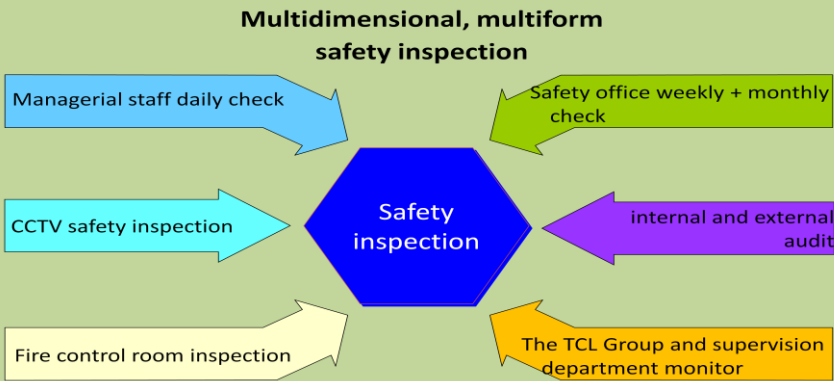 Multidimensional, multiform
safety inspection
Managerial staff daily check
Safety office weekly + monthly
check
CCTV safety inspection
Safety
inspection
internal and external
audit
Fire control room inspection
The TCL Group and supervision
department monitor